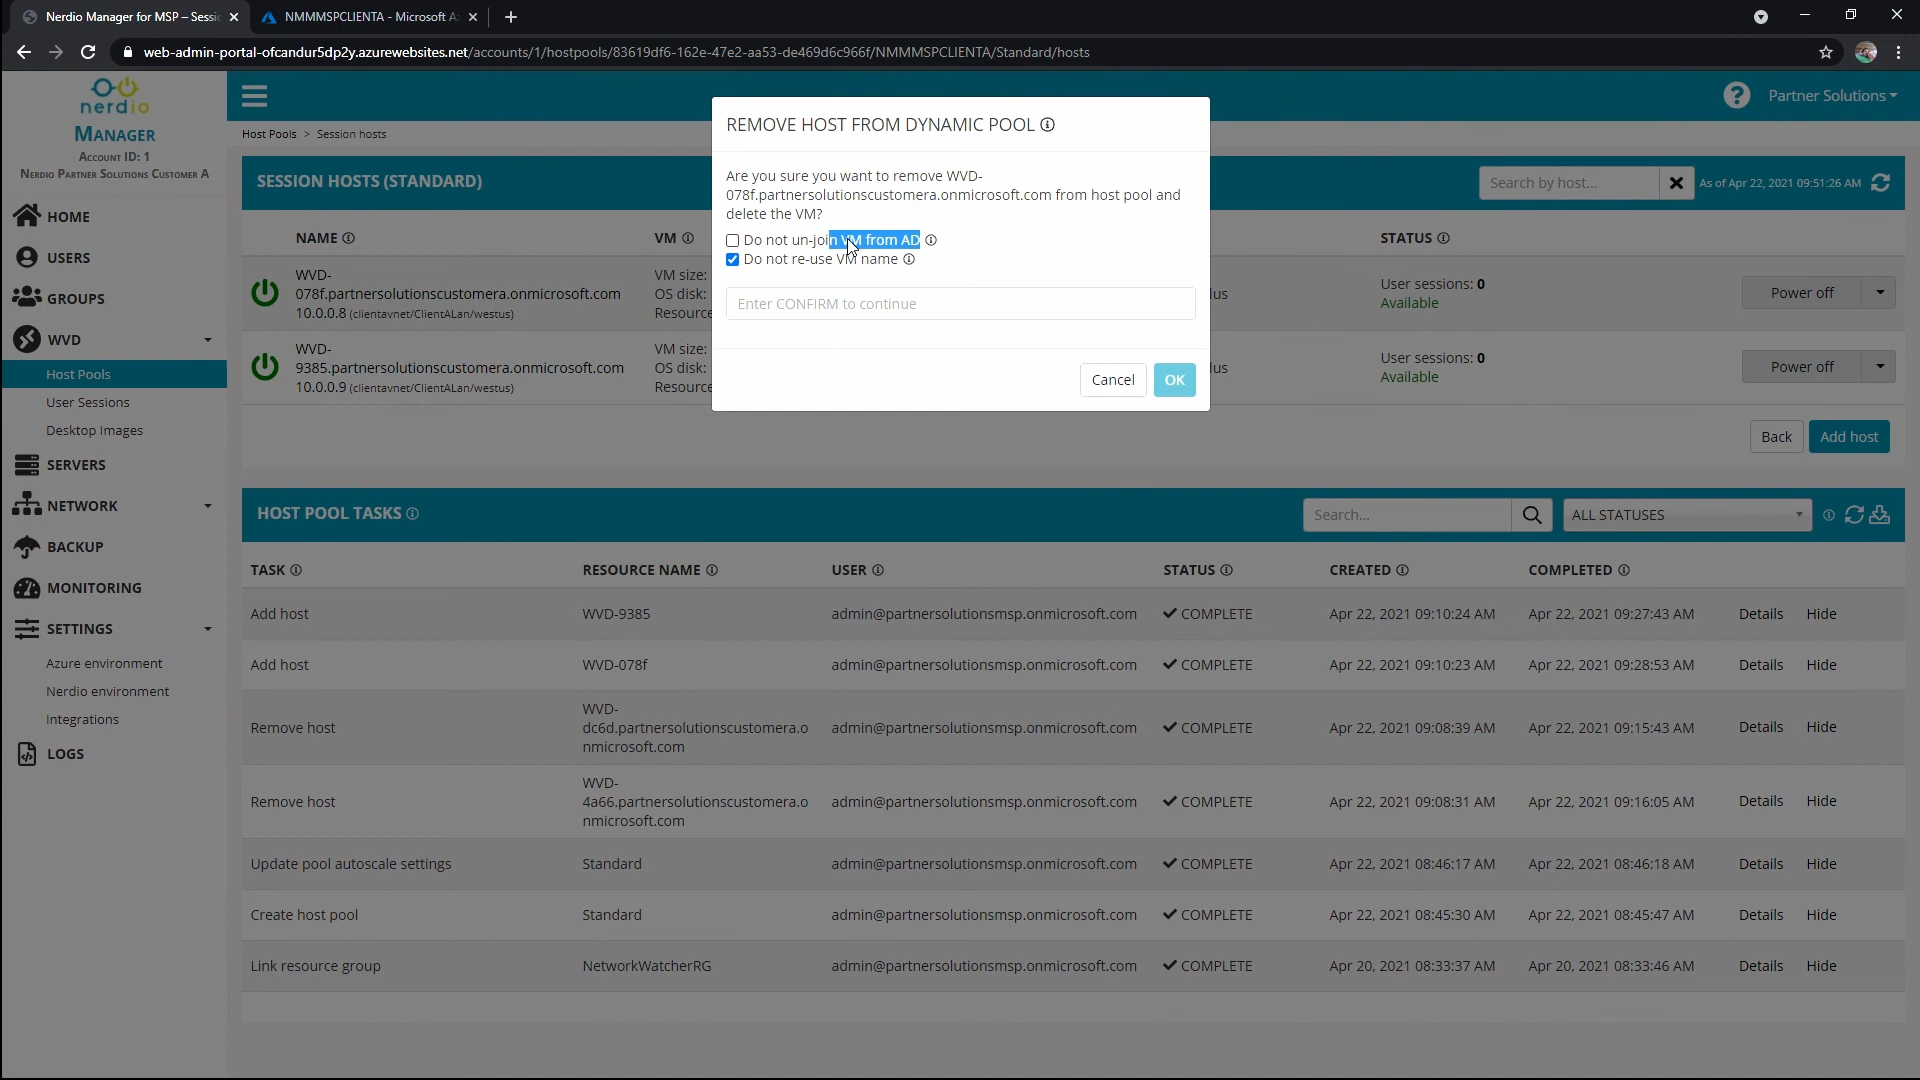 Nerdio Manager for MSP – Sessi
NMMMSPCLIENTA - Microsoft A
web-admin-portal-ofcandur5dp2y.azurewebsites.net/accounts/1/hostpools/83619df6-162e-47e2-aa53-de469d6c966f/NMMMSPCLIENTA/Standard/hosts
nerdio
MANAGER
ACCOUNT ID: 1
NERDIO PARTNER SOLUTIONS CUSTOMER A
HOME
USERS
GROUPS
WVD
Host Pools
User Sessions
Desktop Images
SERVERS
NETWORK
BACKUP
MONITORING
SETTINGS
Azure environment
Nerdio environment
Integrations
LOGS
Partner Solutions
Host Pools > Session hosts
SESSION HOSTS (STANDARD)
Search by host...
As of Apr 22, 2021 09:51:26 AM
NAME VM STATUS
WVD-
078f.partnersolutionscustomera.onmicrosoft.com
10.0.0.8 (clientavnet/ClientALan/westus)
VM size:
OS disk:
Resource
lus
User sessions: 0
Available
Power off
WVD-
9385.partnersolutionscustomera.onmicrosoft.com
10.0.0.9 (clientavnet/ClientALan/westus)
VM size:
OS disk:
Resource
lus
User sessions: 0
Available
Power off
Back
Add host
REMOVE HOST FROM DYNAMIC POOL
Are you sure you want to remove WVD-
078f.partnersolutionscustomera.onmicrosoft.com from host pool and
delete the VM?
Do not un-join VM from AD
Do not re-use VM name
Enter CONFIRM to continue
Cancel
OK
HOST POOL TASKS
Search...
ALL STATUSES
TASK RESOURCE NAME USER STATUS CREATED COMPLETED
Add host WVD-9385 admin@partnersolutionsmsp.onmicrosoft.com COMPLETE Apr 22, 2021 09:10:24 AM Apr 22, 2021 09:27:43 AM Details Hide
Add host WVD-078f admin@partnersolutionsmsp.onmicrosoft.com COMPLETE Apr 22, 2021 09:10:23 AM Apr 22, 2021 09:28:53 AM Details Hide
WVD-
Remove host dc6d.partnersolutionscustomera.o admin@partnersolutionsmsp.onmicrosoft.com COMPLETE Apr 22, 2021 09:08:39 AM Apr 22, 2021 09:15:43 AM Details Hide
nmicrosoft.com
WVD-
Remove host 4a66.partnersolutionscustomera.o admin@partnersolutionsmsp.onmicrosoft.com COMPLETE Apr 22, 2021 09:08:31 AM Apr 22, 2021 09:16:05 AM Details Hide
nmicrosoft.com
Update pool autoscale settings Standard admin@partnersolutionsmsp.onmicrosoft.com COMPLETE Apr 22, 2021 08:46:17 AM Apr 22, 2021 08:46:18 AM Details Hide
Create host pool Standard admin@partnersolutionsmsp.onmicrosoft.com COMPLETE Apr 22, 2021 08:45:30 AM Apr 22, 2021 08:45:47 AM Details Hide
Link resource group NetworkWatcherRG admin@partnersolutionsmsp.onmicrosoft.com COMPLETE Apr 20, 2021 08:33:37 AM Apr 20, 2021 08:33:46 AM Details Hide